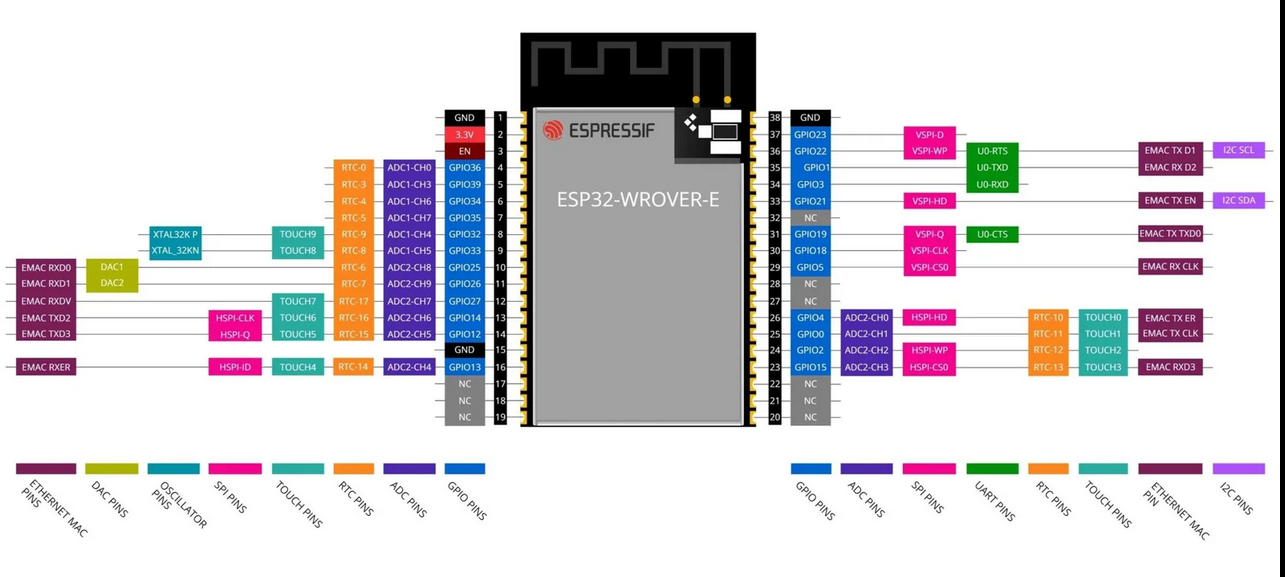 ESPRESSIF
ESP32-WROVER-E
GND 1
3.3V 2
EN 3
RTC-0 ADC1-CH0 GPIO36 4
RTC-3 ADC1-CH3 GPIO39 5
RTC-4 ADC1-CH6 GPIO34 6
RTC-5 ADC1-CH7 GPIO35 7
XTAL32K P TOUCH9 RTC-9 ADC1-CH4 GPIO32 8
XTAL_32KN TOUCH8 RTC-8 ADC1-CH5 GPIO33 9
EMAC RXD0 DAC1 RTC-6 ADC2-CH8 GPIO25 10
EMAC RXD1 DAC2 RTC-7 ADC2-CH9 GPIO26 11
EMAC RXDV TOUCH7 RTC-17 ADC2-CH7 GPIO27 12
EMAC TXD2 HSPI-CLK TOUCH6 RTC-16 ADC2-CH6 GPIO14 13
EMAC TXD3 HSPI-Q TOUCH5 RTC-15 ADC2-CH5 GPIO12 14
GND 15
EMAC RXER HSPI-ID TOUCH4 RTC-14 ADC2-CH4 GPIO13 16
NC 17
NC 18
NC 19
38 GND
37 GPIO23 VSPI-D
36 GPIO22 VSPI-WP U0-RTS EMAC TX D1 I2C SCL
35 GPIO1 U0-TXD EMAC RX D2
34 GPIO3 U0-RXD
33 GPIO21 VSPI-HD EMAC TX EN I2C SDA
32 NC
31 GPIO19 VSPI-Q U0-CTS EMAC TX TXD0
30 GPIO18 VSPI-CLK
29 GPIO5 VSPI-CS0 EMAC RX CLK
28 NC
27 NC
26 GPIO4 ADC2-CH0 HSPI-HD RTC-10 TOUCH0 EMAC TX ER
25 GPIO0 ADC2-CH1 RTC-11 TOUCH1 EMAC TX CLK
24 GPIO2 ADC2-CH2 HSPI-WP RTC-12 TOUCH2
23 GPIO15 ADC2-CH3 HSPI-CS0 RTC-13 TOUCH3 EMAC RXD3
22 NC
21 NC
20 NC
ETHERNET MAC
PINS
DAC PINS
OSCILLATOR
PINS
SPI PINS
TOUCH PINS
RTC PINS
ADC PINS
GPIO PINS
GPIO PINS
ADC PINS
SPI PINS
UART PINS
RTC PINS
TOUCH PINS
ETHERNET MAC
PIN
I2C PINS